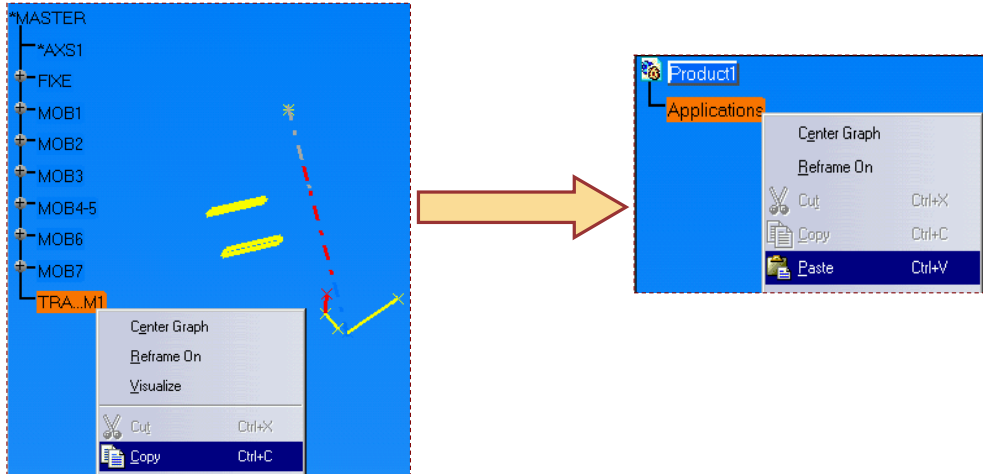 *MASTER
*AXS1
FIXE
MOB1
MOB2
MOB3
MOB4-5
MOB6
MOB7
TRA...M1
Center Graph
Reframe On
Visualize
Cut Ctrl+X
Copy Ctrl+C
Product1
Applications
Center Graph
Reframe On
Cut Ctrl+X
Copy Ctrl+C
Paste Ctrl+V